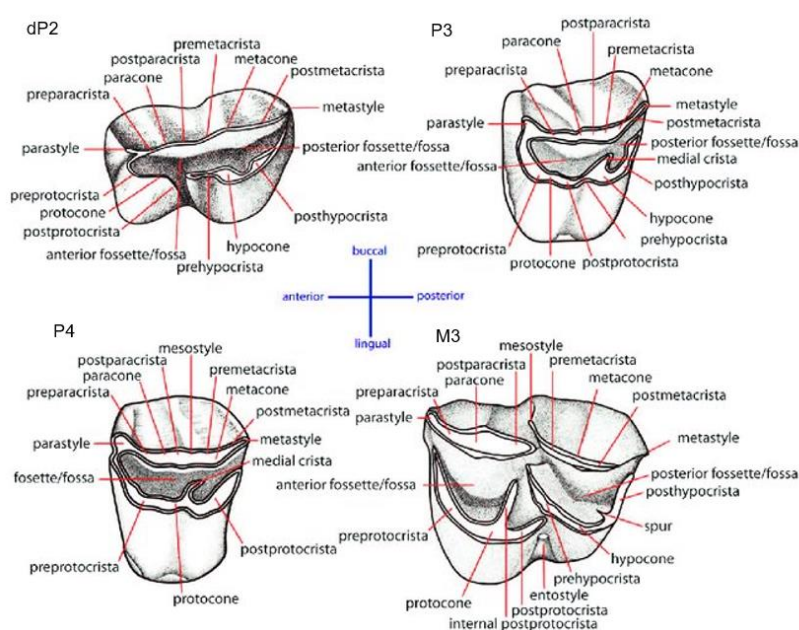 dP2
premetacrista
postparacrista
metacone
paracone
postmetacrista
preparacrista
metastyle
parastyle
posterior fossette/fossa
preprotocrista
protocone
posthypocrista
postprotocrista
hypocone
anterior fossette/fossa
prehypocrista
P3
postparacrista
paracone
premetacrista
preparacrista
metacone
metastyle
parastyle
postmetacrista
posterior fossette/fossa
anterior fossette/fossa
medial crista
posthypocrista
hypocone
preprotocrista
prehypocrista
protocone
postprotocrista
buccal
anterior
posterior
lingual
P4
mesostyle
postparacrista
paracone
premetacrista
preparacrista
metacone
postmetacrista
parastyle
metastyle
fosette/fossa
medial crista
postprotocrista
preprotocrista
protocone
M3
mesostyle
postparacrista
premetacrista
paracone
metacone
preparacrista
postmetacrista
parastyle
metastyle
anterior fossette/fossa
posterior fossette/fossa
posthypocrista
preprotocrista
spur
hypocone
prehypocrista
protocone
entostyle
postprotocrista
internal postprotocrista